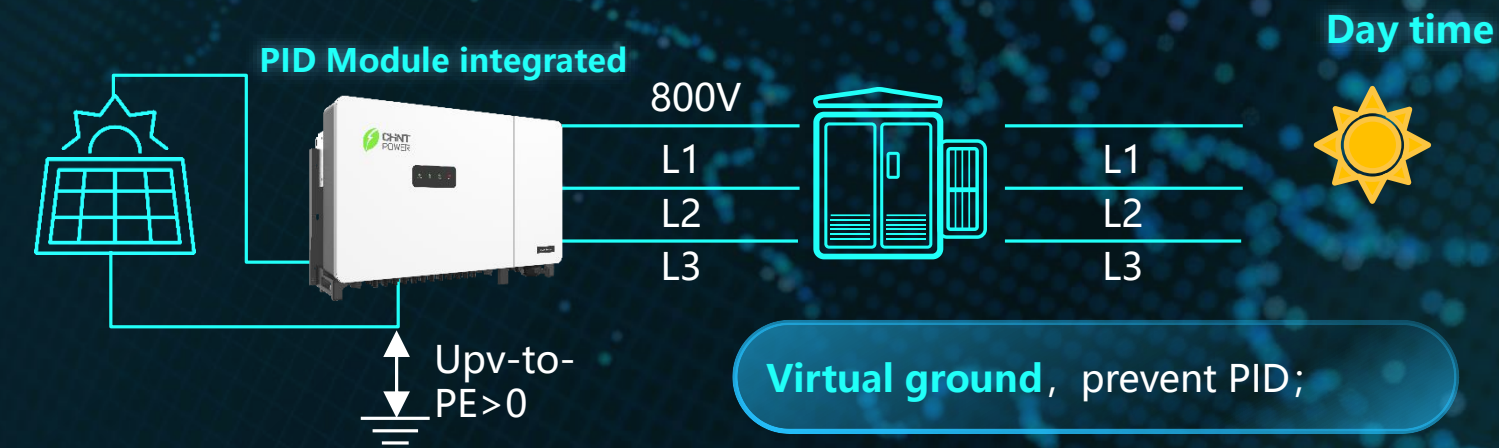 Day time
PID Module integrated
800V
CHNT
POWER
L1
L2
L3
L1
L2
L3
Upv-to-
PE>0
Virtual ground，prevent PID；